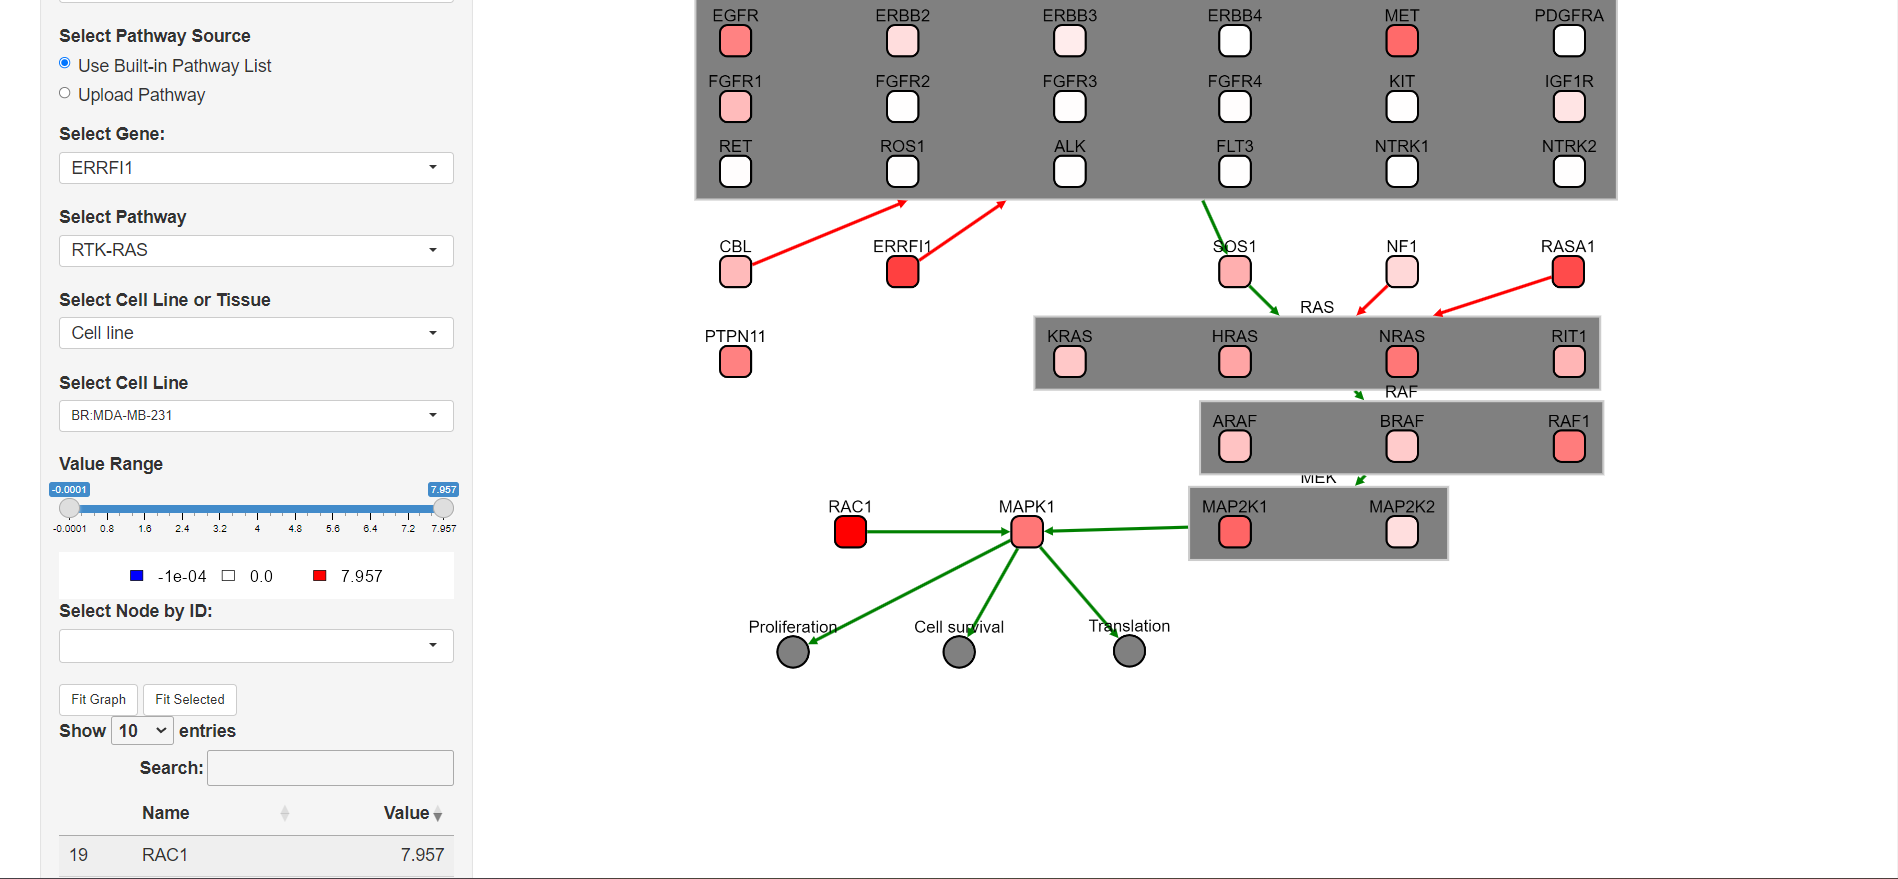 Select Pathway Source
Use Built-in Pathway List
Upload Pathway
Select Gene:
ERRFI1
Select Pathway
RTK-RAS
Select Cell Line or Tissue
Cell line
Select Cell Line
BR:MDA-MB-231
Value Range
-0.0001 7.957
-0.0001 0.8 1.6 2.4 3.2 4 4.8 5.6 6.4 7.2 7.957
-1e-04 0.0 7.957
Select Node by ID:
Fit Graph Fit Selected
Show 10 entries
Search:
Name Value
19 RAC1 7.957
EGFR ERBB2 ERBB3 ERBB4 MET PDGFRA
FGFR1 FGFR2 FGFR3 FGFR4 KIT IGF1R
RET ROS1 ALK FLT3 NTRK1 NTRK2
CBL ERRFI1 SOS1 NF1 RASA1
RAS
PTPN11 KRAS HRAS NRAS RIT1
RAF
ARAF BRAF RAF1
MEK
RAC1 MAPK1 MAP2K1 MAP2K2
Proliferation Cell survival Translation